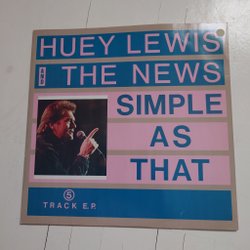 HUEY LEWIS
AND THE NEWS
SIMPLE
AS
THAT
5
TRACK E.P.